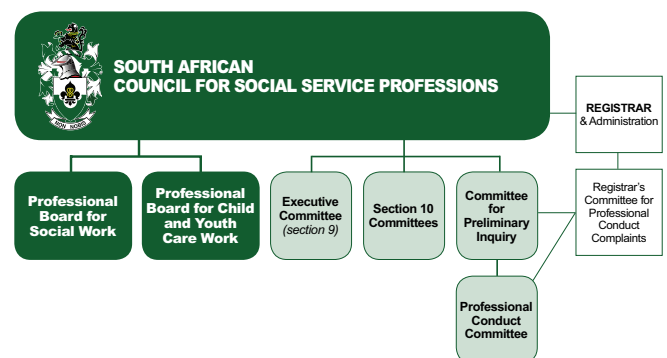 SOUTH AFRICAN
COUNCIL FOR SOCIAL SERVICE PROFESSIONS
NON NOBIS
REGISTRAR
& Administration
Professional
Board for
Social Work
Professional
Board for Child
and Youth
Care Work
Executive
Committee
(section 9)
Section 10
Committees
Committee
for
Preliminary
Inquiry
Registrar's
Committee for
Professional
Conduct
Complaints
Professional
Conduct
Committee